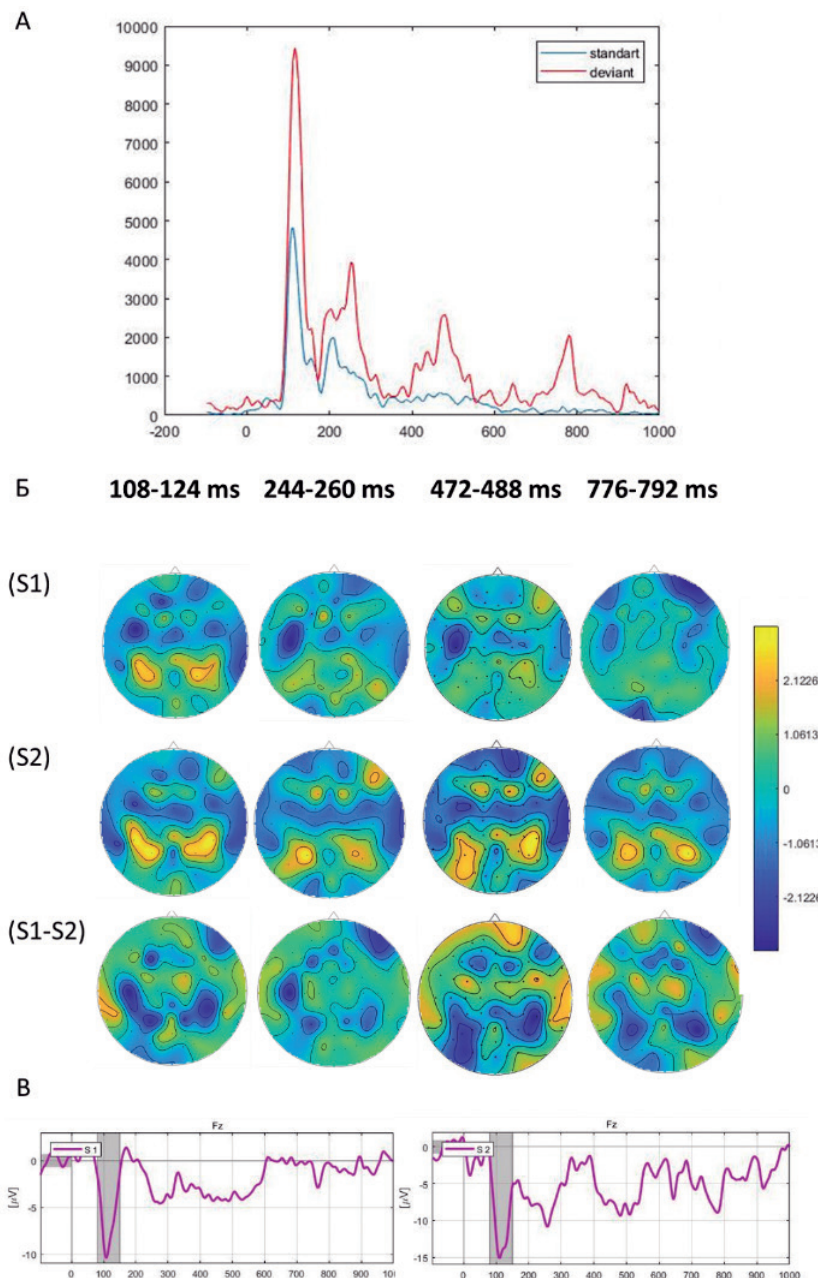 А
10000
9000
8000
7000
6000
5000
4000
3000
2000
1000
0
standart
deviant
-200 0 200 400 600 800 1000
Б 108-124 ms 244-260 ms 472-488 ms 776-792 ms
(S1)
(S2)
(S1-S2)
2.1226
1.0613
0
-1.0613
-2.1226
В
Fz
S 1
[µV]
0
-5
-10
0 100 200 300 400 500 600 700 800 900 1000
Fz
S 2
[µV]
0
-5
-10
-15
0 100 200 300 400 500 600 700 800 900 1000